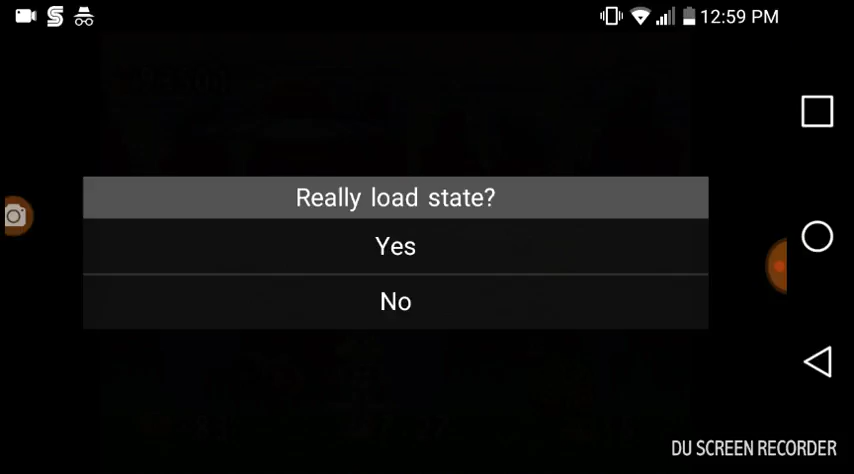 12:59 PM
Really load state?
Yes
No
DU SCREEN RECORDER